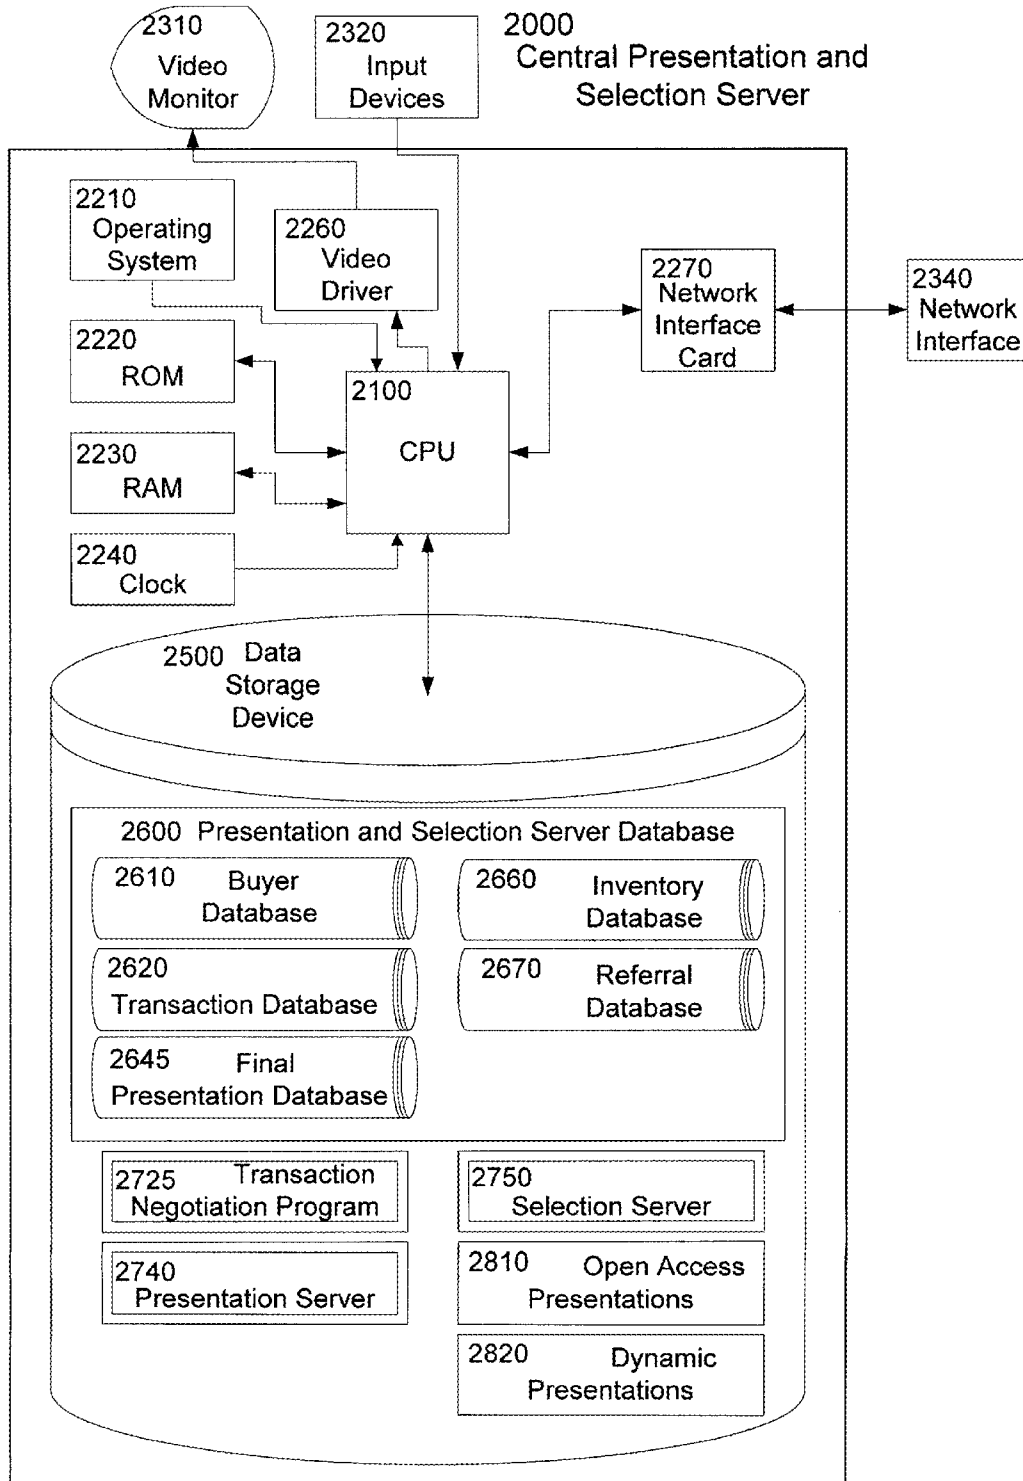 2310
Video
Monitor
2320
Input
Devices
2000
Central Presentation and
Selection Server
2210
Operating
System
2260
Video
Driver
2270
Network
Interface
Card
2340
Network
Interface
2220
ROM
2100
CPU
2230
RAM
2240
Clock
2500 Data
Storage
Device
2600 Presentation and Selection Server Database
2610 Buyer
Database
2660 Inventory
Database
2620
Transaction Database
2670 Referral
Database
2645 Final
Presentation Database
2725 Transaction
Negotiation Program
2750
Selection Server
2740
Presentation Server
2810 Open Access
Presentations
2820 Dynamic
Presentations